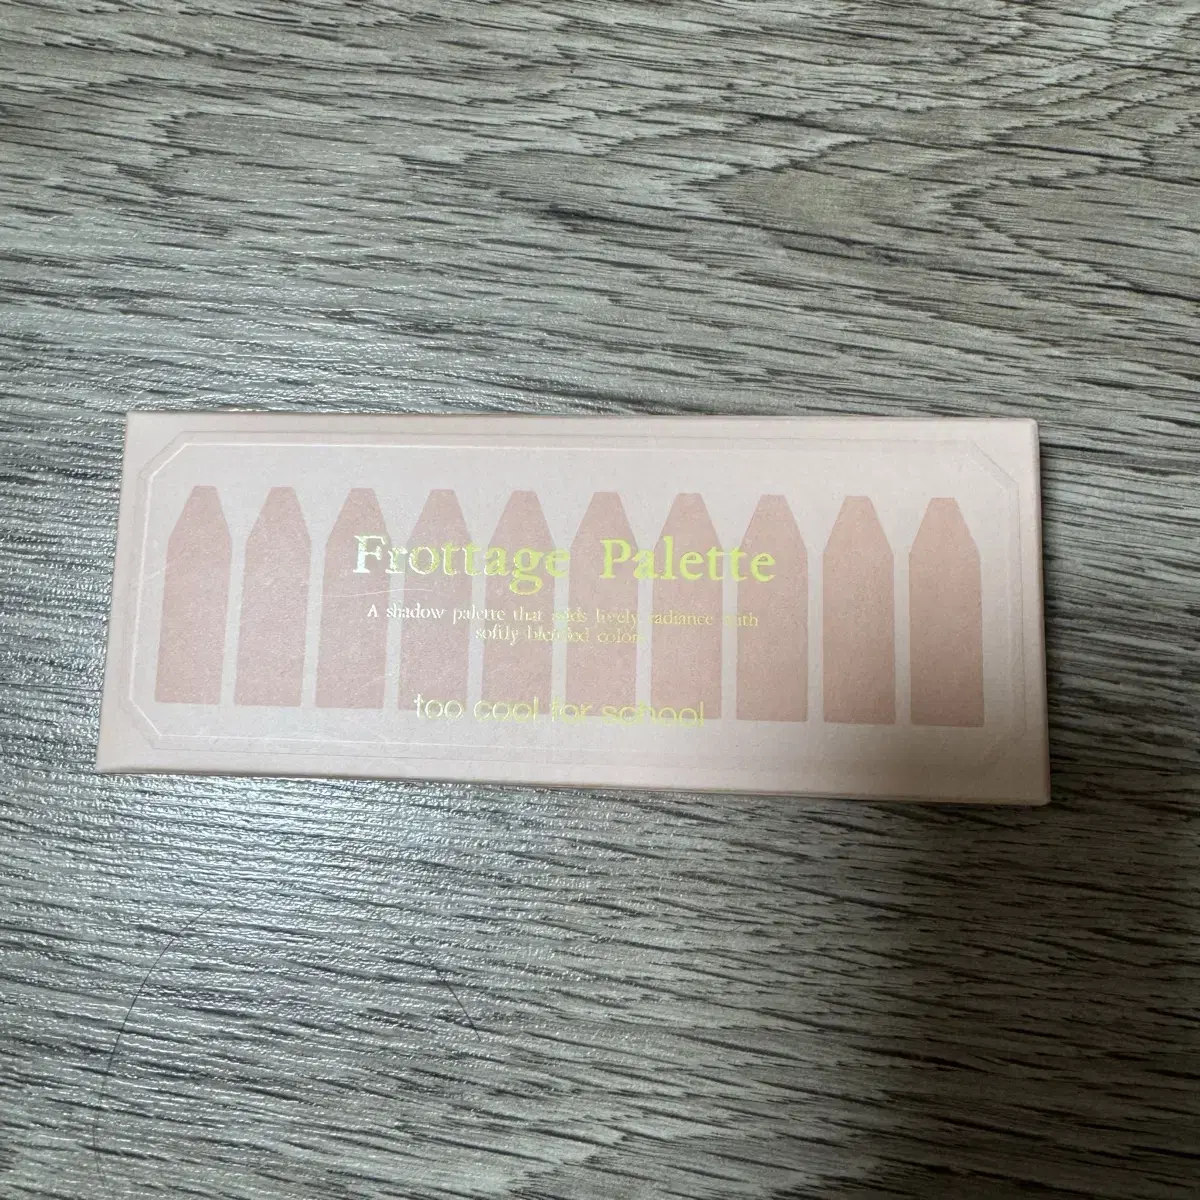 Frottage Palette
A shadow palette that adds lively radiance with
softly blended colors
too cool for school